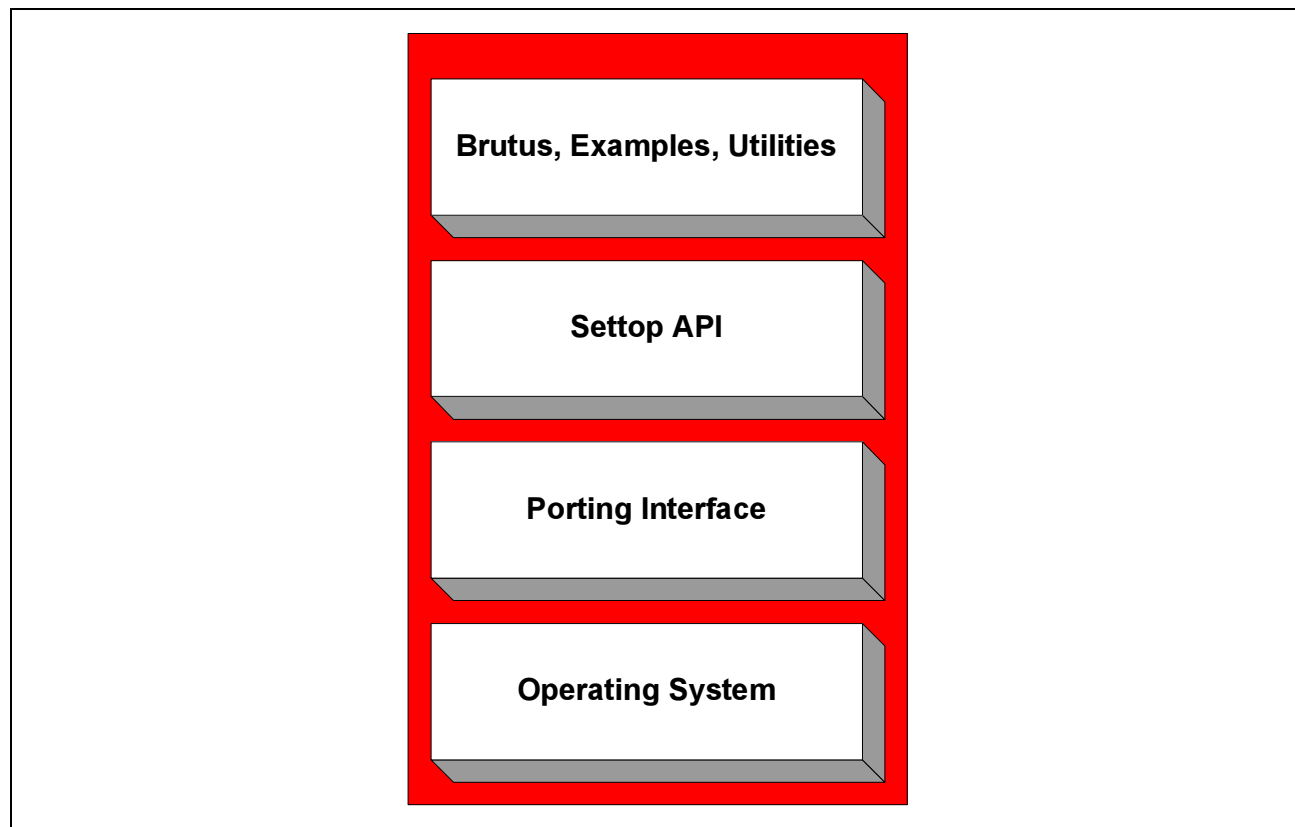 Brutus, Examples, Utilities
Settop API
Porting Interface
Operating System